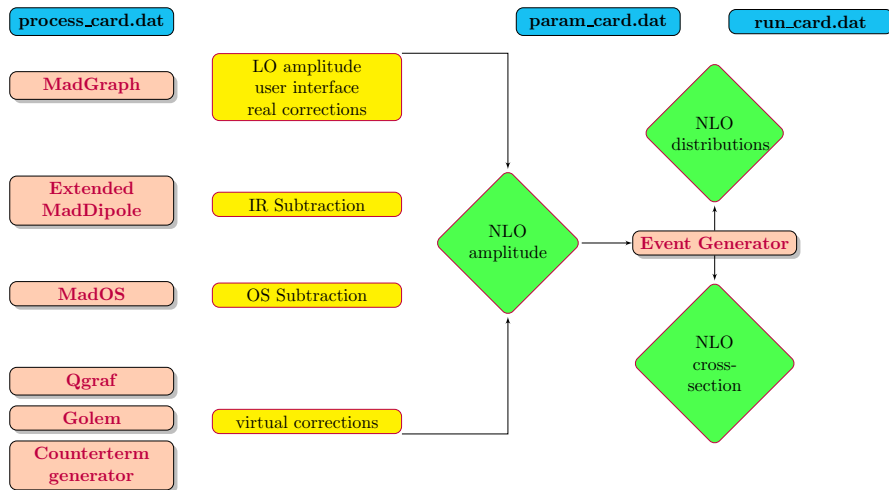 process_card.dat
param_card.dat
run_card.dat
MadGraph
LO amplitude
user interface
real corrections
NLO
distributions
Extended
MadDipole
IR Subtraction
NLO
amplitude
Event Generator
MadOS
OS Subtraction
NLO
cross-
section
Qgraf
Golem
virtual corrections
Counterterm
generator